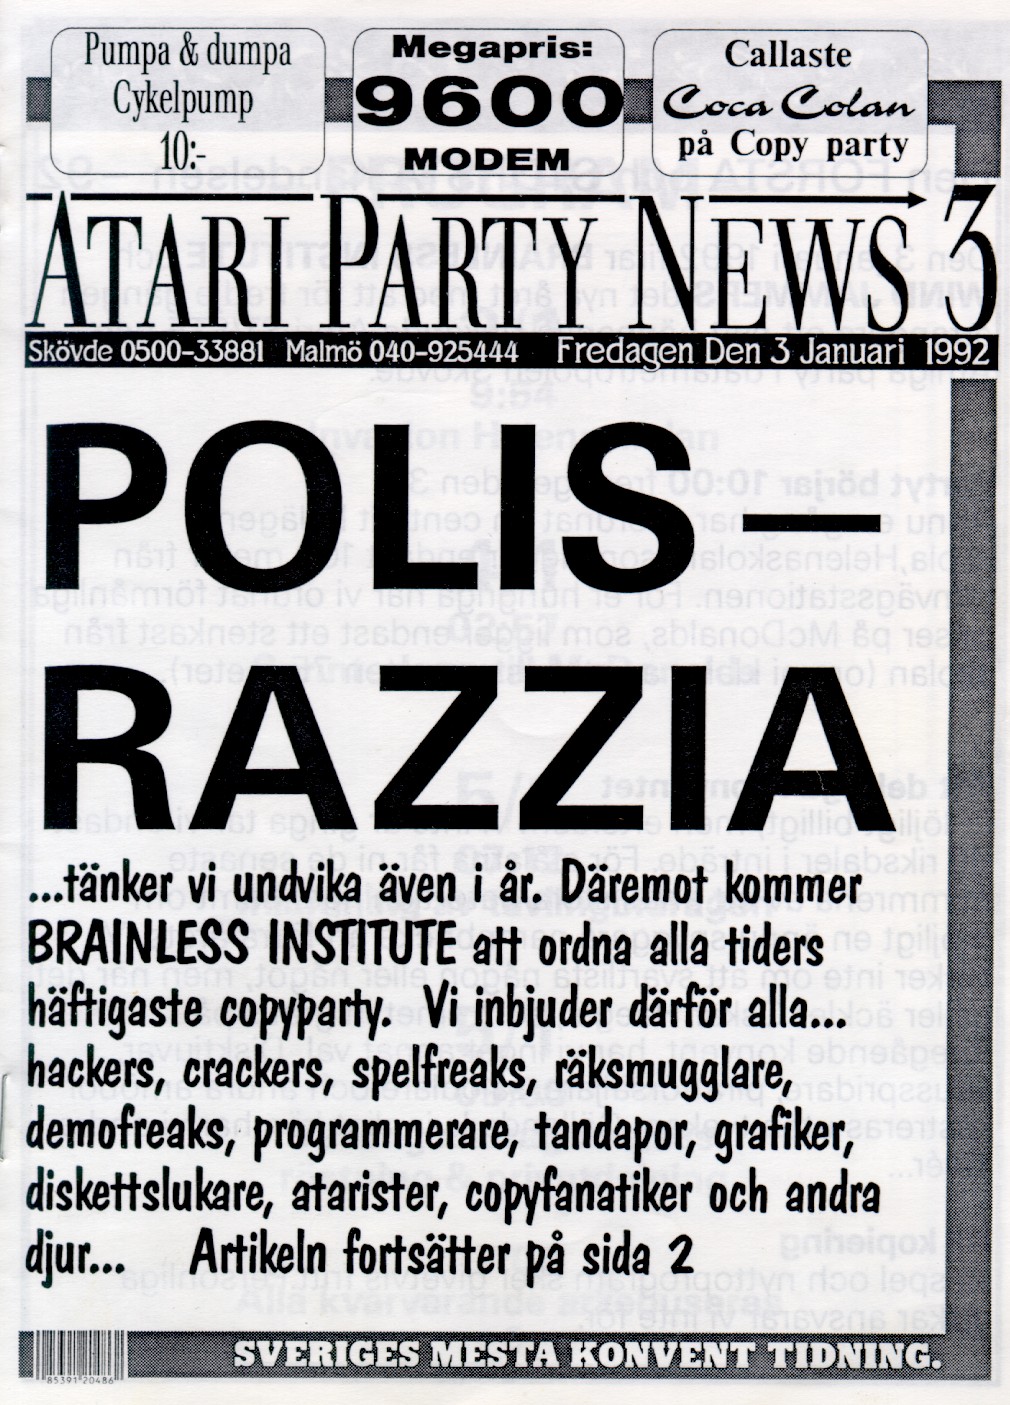 Pumpa & dumpa
Cykelpump
10:-
Megapris:
9600
MODEM
Callaste
Coca Colan
på Copy party
ATARI PARTY NEWS 3
Skövde 0500-33881 Malmö 040-925444 Fredagen Den 3 Januari 1992
POLIS-
RAZZIA
...tänker vi undvika även i år. Däremot kommer
BRAINLESS INSTITUTE att ordna alla tiders
häftigaste copyparty. Vi inbjuder därför alla...
hackers, crackers, spelfreaks, räksmugglare,
demofreaks, programmerare, tandapor, grafiker,
diskettslukare, atarister, copyfanatiker och andra
djur... Artikeln fortsätter på sida 2
SVERIGES MESTA KONVENT TIDNING.
85391 20486